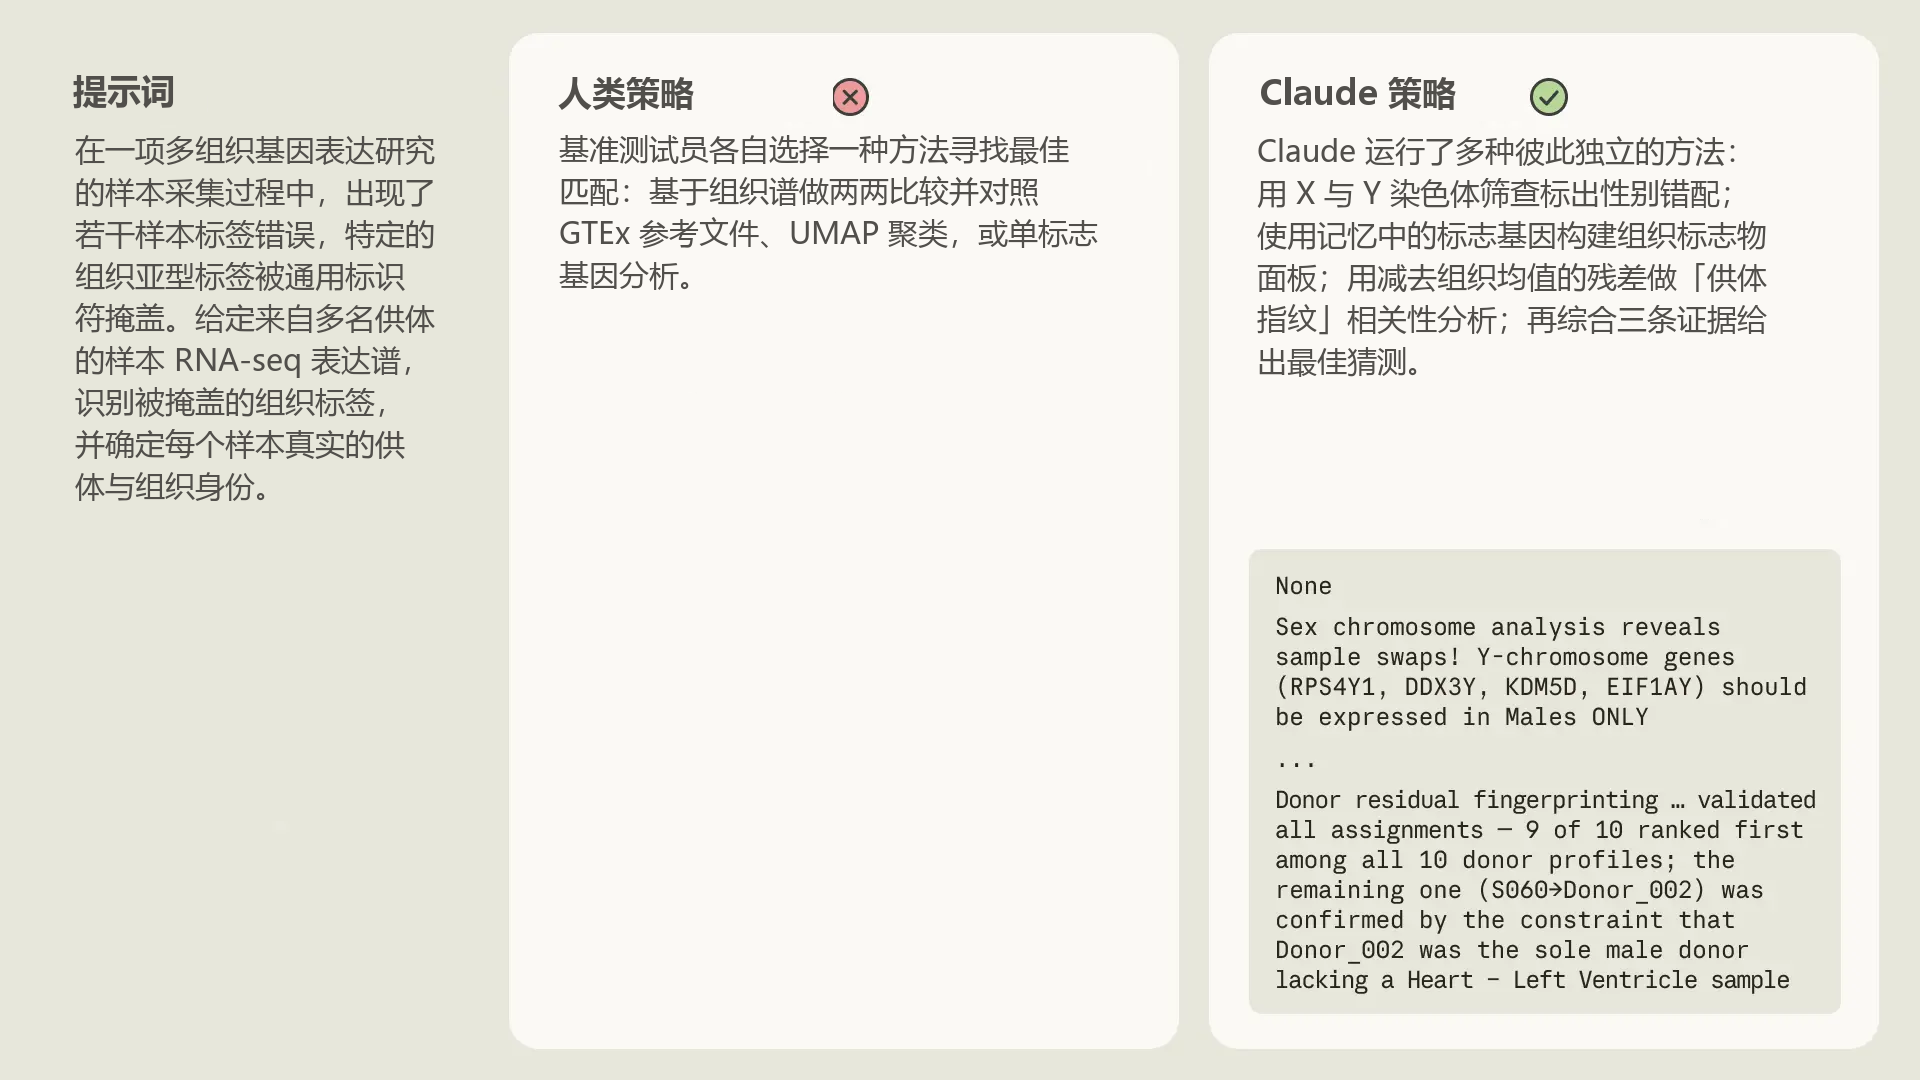 提示词
在一项多组织基因表达研究
的样本采集过程中，出现了
若干样本标签错误，特定的
组织亚型标签被通用标识
符掩盖。给定来自多名供体
的样本 RNA-seq 表达谱，
识别被掩盖的组织标签，
并确定每个样本真实的供
体与组织身份。
人类策略
基准测试员各自选择一种方法寻找最佳
匹配：基于组织谱做两两比较并对照
GTEx 参考文件、UMAP 聚类，或单标志
基因分析。
Claude 策略
Claude 运行了多种彼此独立的方法：
用 X 与 Y 染色体筛查标出性别错配；
使用记忆中的标志基因构建组织标志物
面板；用减去组织均值的残差做「供体
指纹」相关性分析；再综合三条证据给
出最佳猜测。
None
Sex chromosome analysis reveals
sample swaps! Y-chromosome genes
(RPS4Y1, DDX3Y, KDM5D, EIF1AY) should
be expressed in Males ONLY
...
Donor residual fingerprinting … validated
all assignments — 9 of 10 ranked first
among all 10 donor profiles; the
remaining one (S060→Donor_002) was
confirmed by the constraint that
Donor_002 was the sole male donor
lacking a Heart – Left Ventricle sample